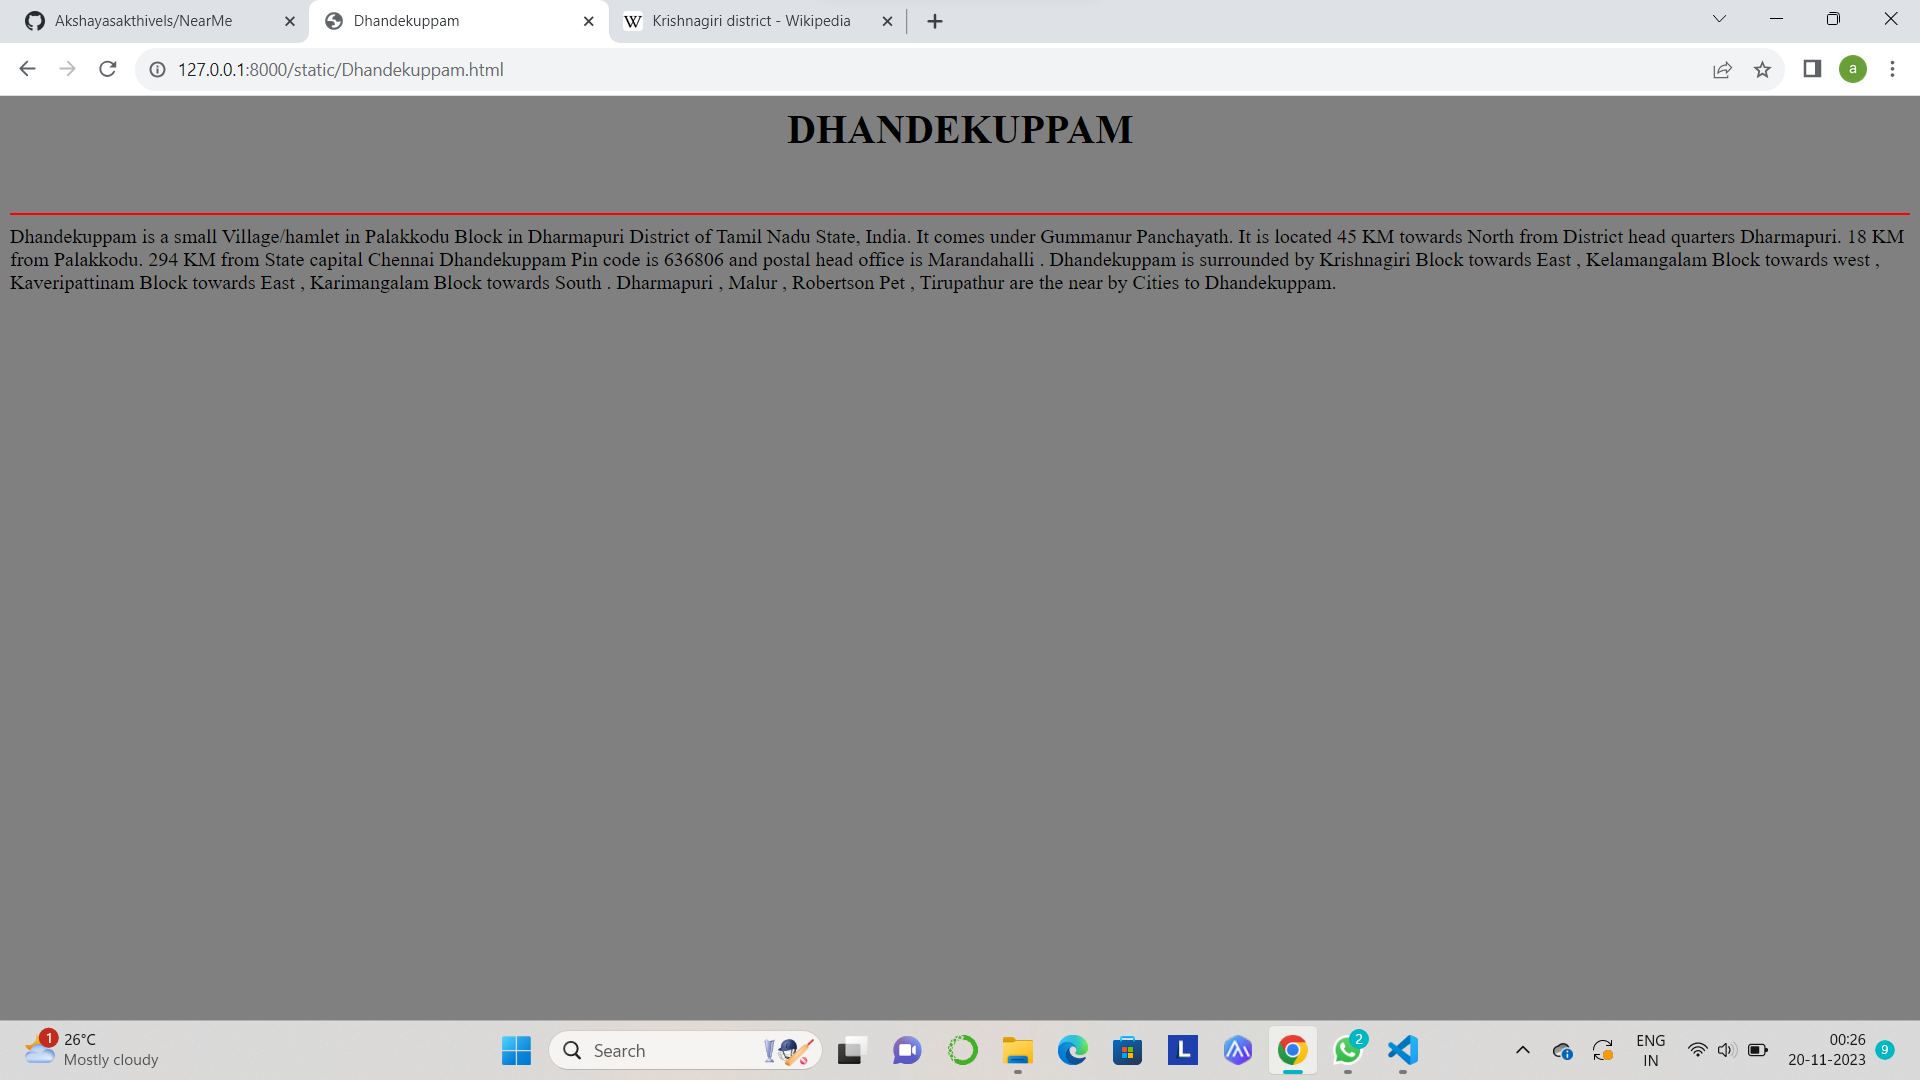 Akshayasakthivels/NearMe
Dhandekuppam
W Krishnagiri district - Wikipedia
127.0.0.1:8000/static/Dhandekuppam.html
a
DHANDEKUPPAM
Dhandekuppam is a small Village/hamlet in Palakkodu Block in Dharmapuri District of Tamil Nadu State, India. It comes under Gummanur Panchayath. It is located 45 KM towards North from District head quarters Dharmapuri. 18 KM
from Palakkodu. 294 KM from State capital Chennai Dhandekuppam Pin code is 636806 and postal head office is Marandahalli . Dhandekuppam is surrounded by Krishnagiri Block towards East , Kelamangalam Block towards west ,
Kaveripattinam Block towards East , Karimangalam Block towards South . Dharmapuri , Malur , Robertson Pet , Tirupathur are the near by Cities to Dhandekuppam.
1
26°C
Mostly cloudy
Search
L
2
ENG
IN
00:26
20-11-2023
9